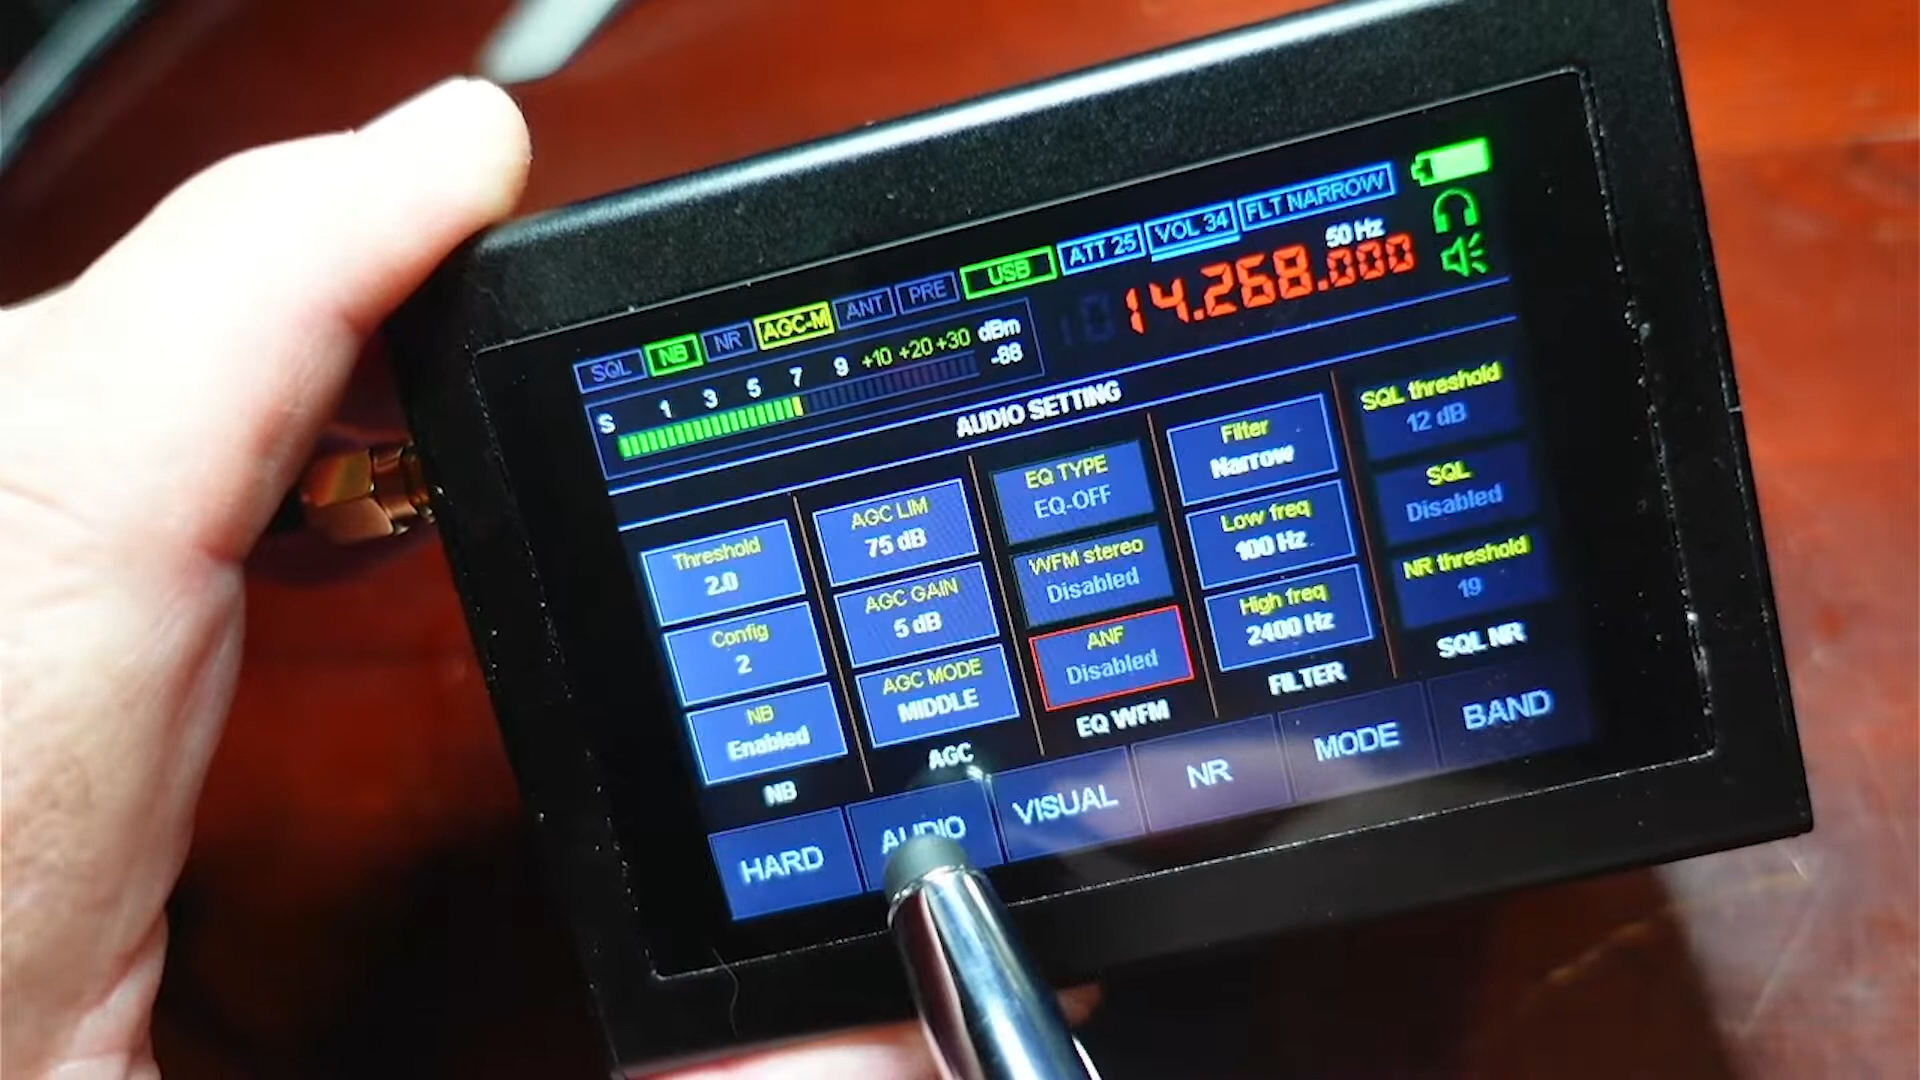 SQL NB NR AGC-M ANT PRE USB ATT 25 VOL 34 FLT NARROW
50 Hz
14.268.000
S 1 3 5 7 9 +10 +20 +30 dBm
-88
AUDIO SETTING
Threshold
2.0
Config
2
NB
Enabled
NB
AGC LIM
75 dB
AGC GAIN
5 dB
AGC MODE
MIDDLE
AGC
EQ TYPE
EQ-OFF
WFM stereo
Disabled
ANF
Disabled
EQ WFM
Filter
Narrow
Low freq
100 Hz
High freq
2400 Hz
FILTER
SQL threshold
12 dB
SQL
Disabled
NR threshold
19
SQL NR
HARD AUDIO VISUAL NR MODE BAND